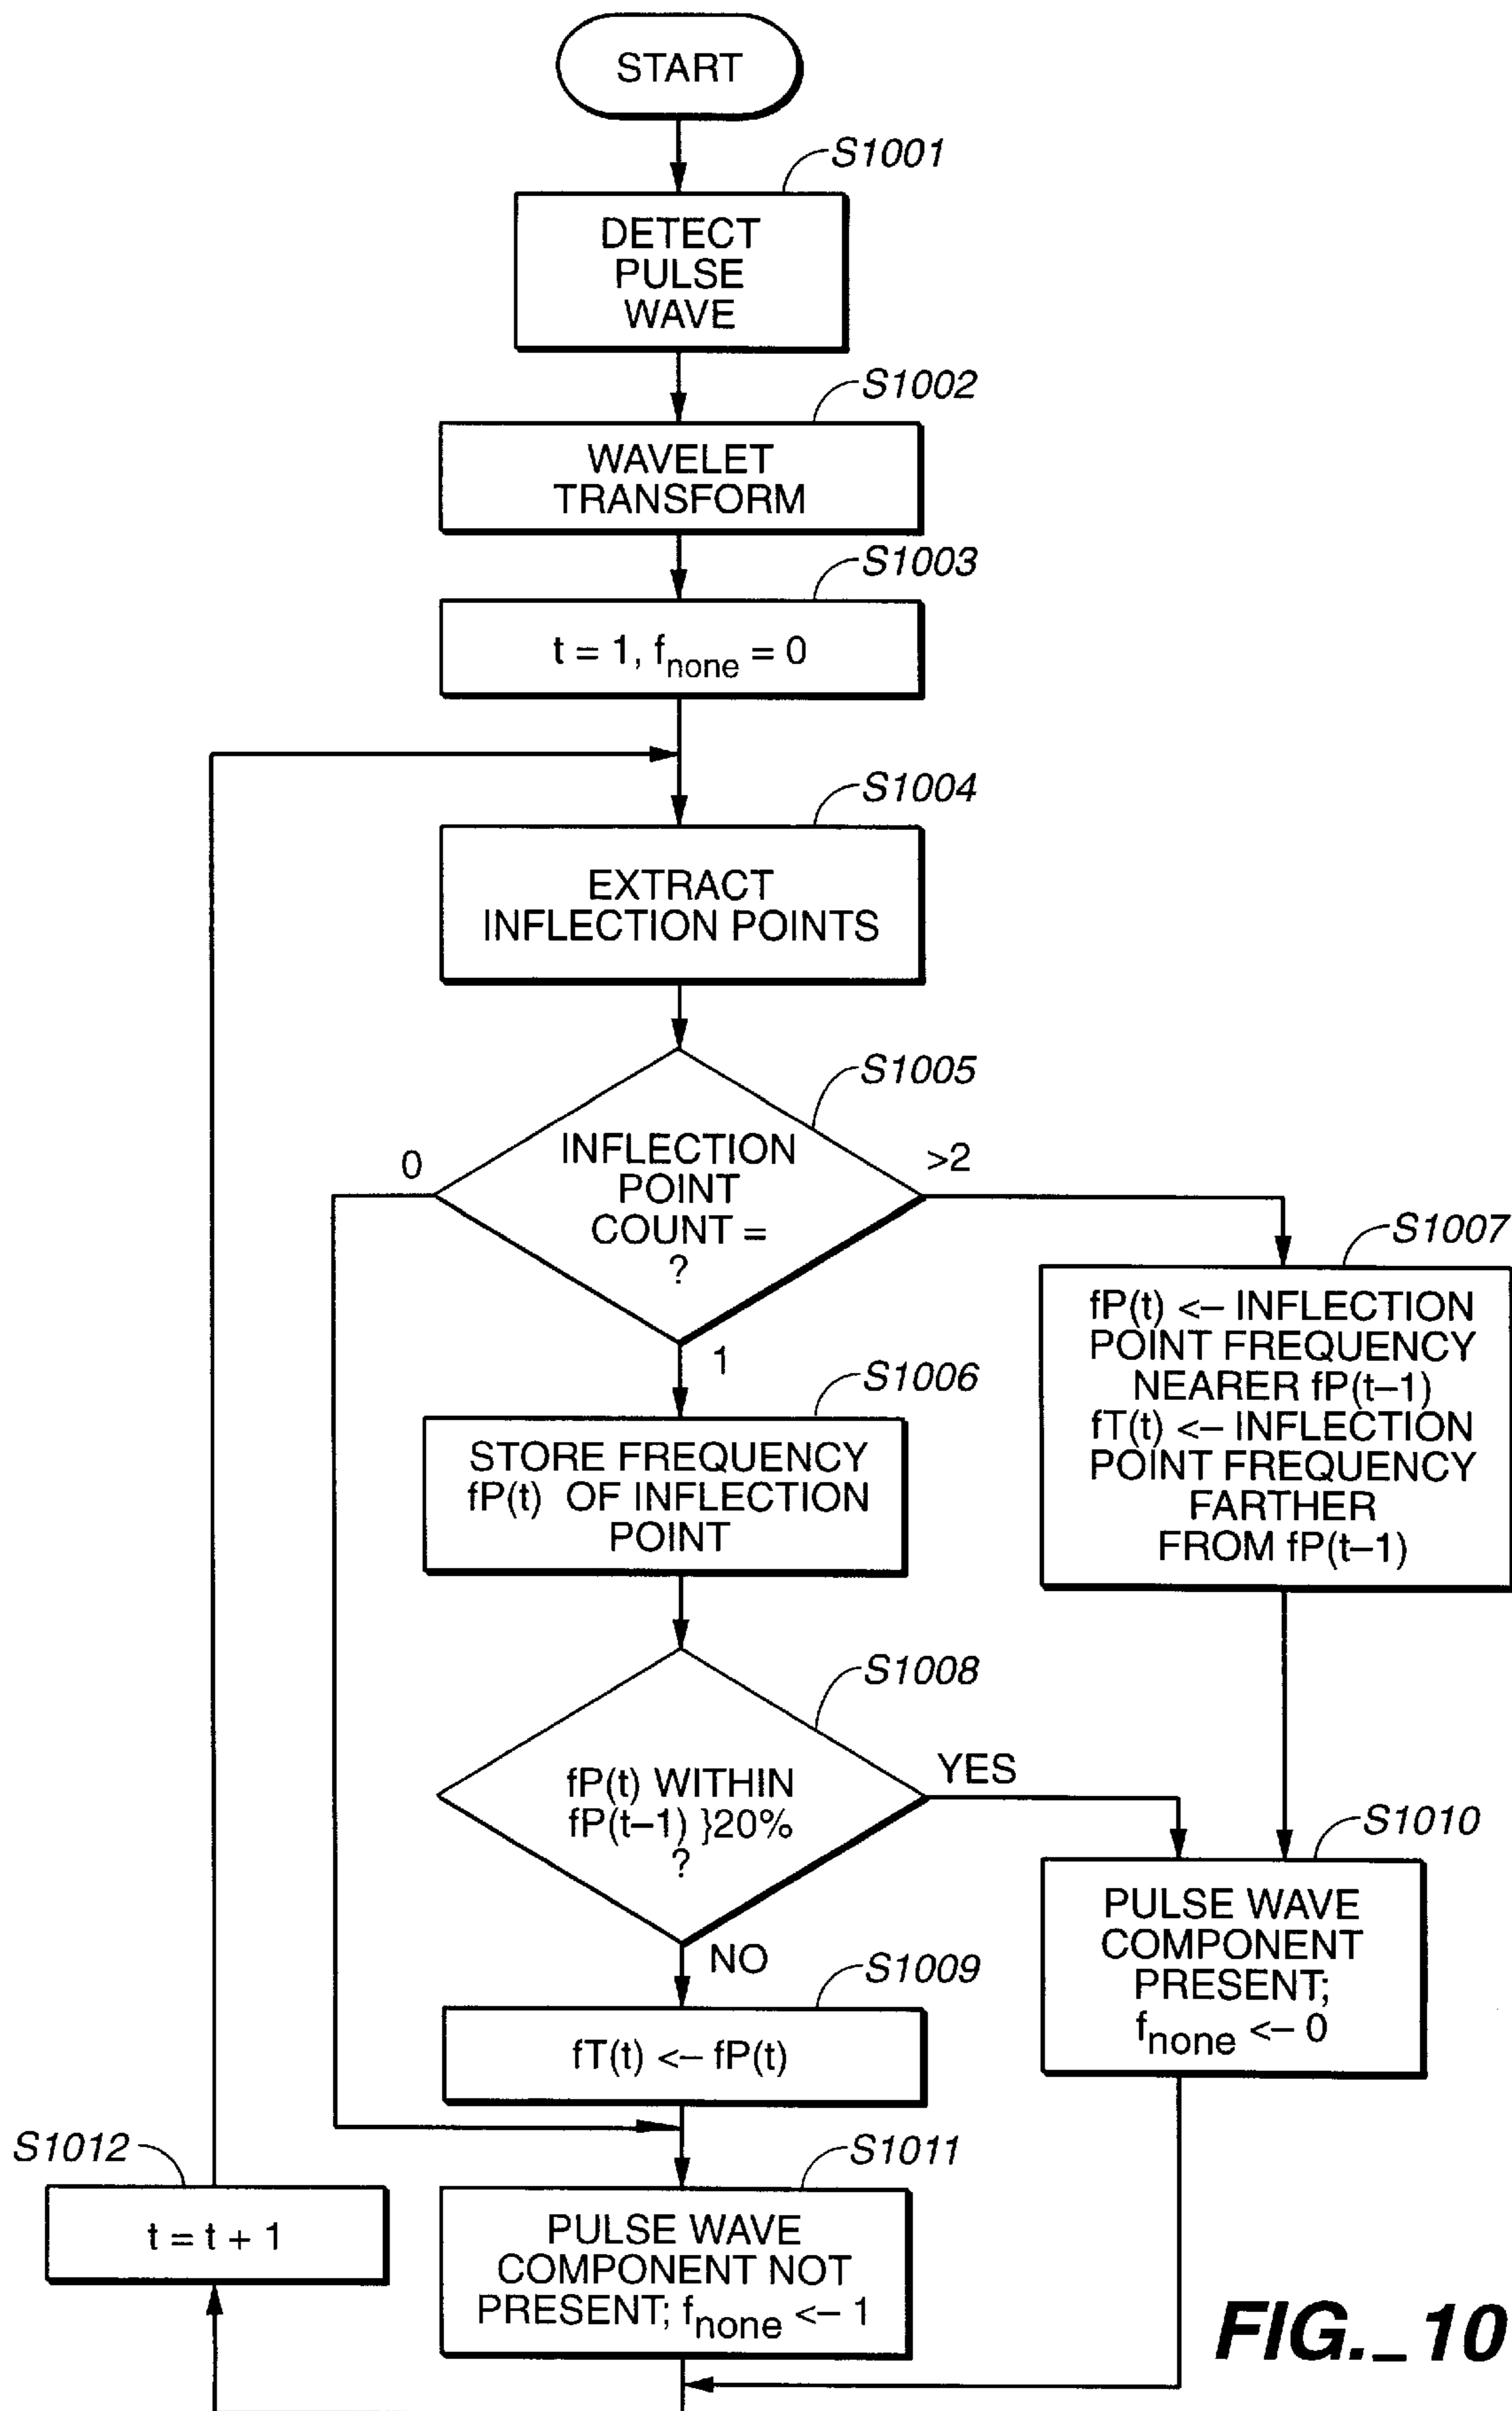 START
S1001
DETECT
PULSE
WAVE
S1002
WAVELET
TRANSFORM
S1003
t = 1, fnone = 0
S1004
EXTRACT
INFLECTION POINTS
S1005
INFLECTION
POINT
COUNT =
?
0
>2
1
S1007
fP(t) <– INFLECTION
POINT FREQUENCY
NEARER fP(t–1)
fT(t) <– INFLECTION
POINT FREQUENCY
FARTHER
FROM fP(t–1)
S1006
STORE FREQUENCY
fP(t) OF INFLECTION
POINT
S1008
fP(t) WITHIN
fP(t–1) }20%
?
YES
NO
S1010
PULSE WAVE
COMPONENT
PRESENT;
fnone <– 0
S1009
fT(t) <– fP(t)
S1012
t = t + 1
S1011
PULSE WAVE
COMPONENT NOT
PRESENT; fnone <– 1
FIG._10